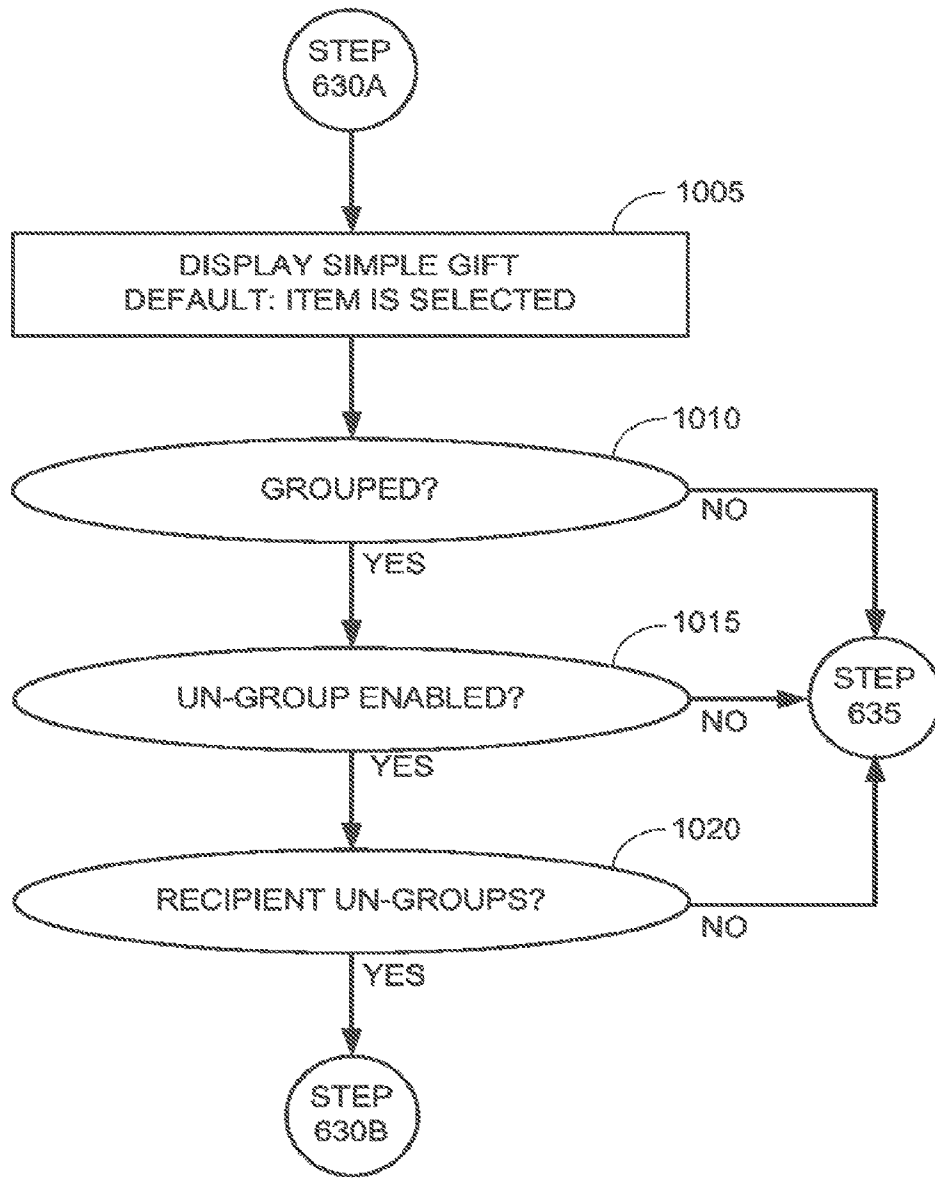 STEP
630A
1005
DISPLAY SIMPLE GIFT
DEFAULT: ITEM IS SELECTED
1010
GROUPED?
NO
YES
1015
UN-GROUP ENABLED?
NO
STEP
635
YES
1020
RECIPIENT UN-GROUPS?
NO
YES
STEP
630B